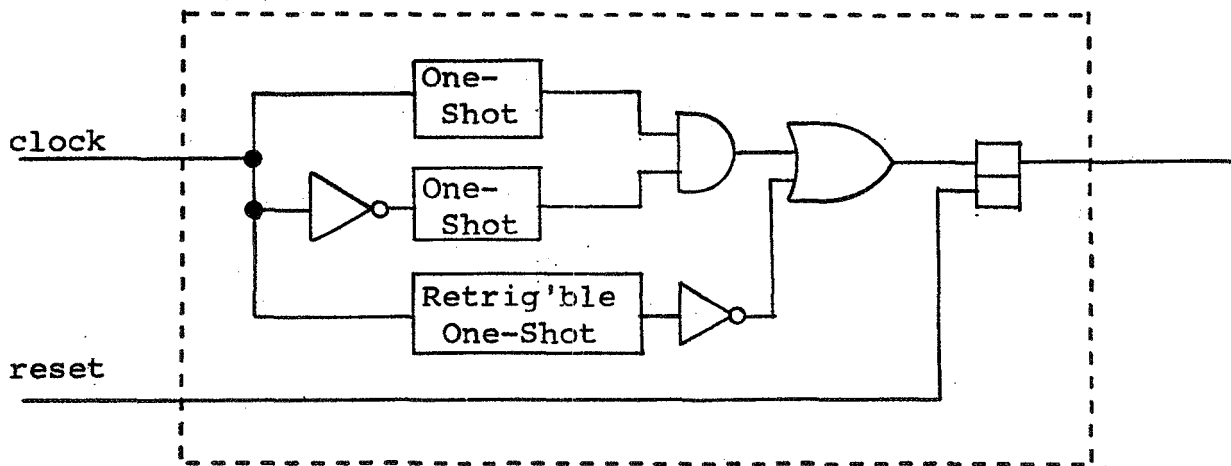 One-
Shot
clock
One-
Shot
Retrig'ble
One-Shot
reset